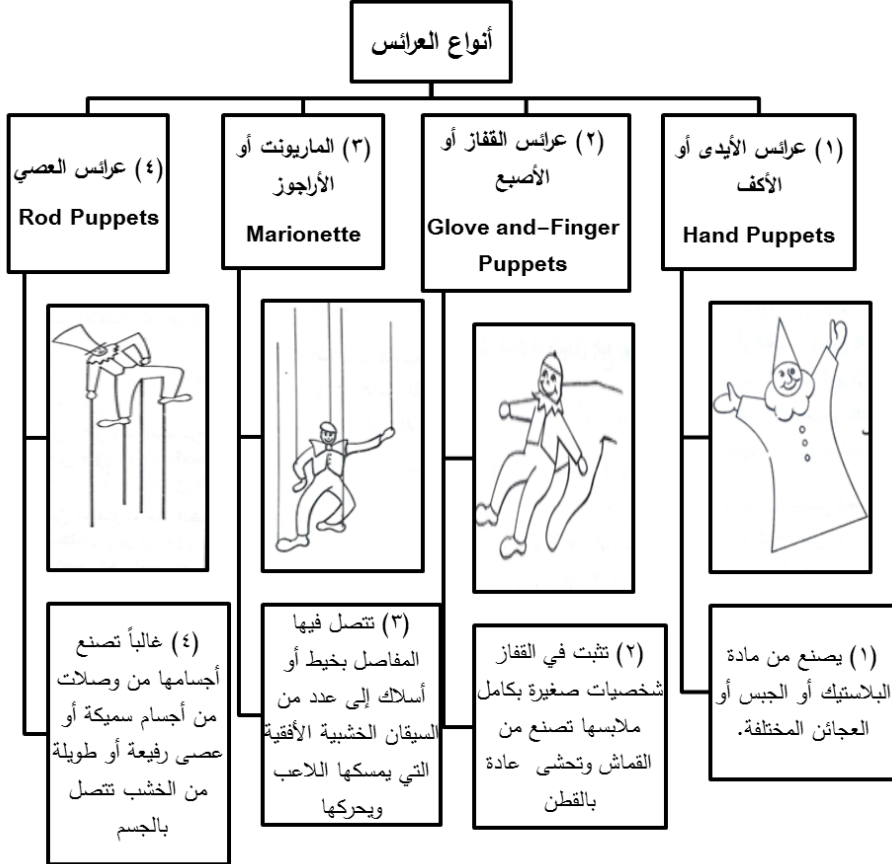 أنواع العرائس
(١) عرائس الأيدى أو
الأكف
Hand Puppets
(٢) عرائس القفاز أو
الأصبع
Glove and-Finger
Puppets
(٣) الماريونت أو
الأراجوز
Marionette
(٤) عرائس العصي
Rod Puppets
(١) يصنع من مادة
البلاستيك أو الجبس أو
العجائن المختلفة.
(٢) تثبت في القفاز
شخصيات صغيرة بكامل
ملابسها تصنع من
القماش وتحشى عادة
بالقطن
(٣) تتصل فيها
المفاصل بخيط أو
أسلاك إلى عدد من
السيقان الخشبية الأفقية
التي يمسكها اللاعب
ويحركها
(٤) غالباً تصنع
أجسامها من وصلات
من أجسام سميكة أو
عصى رفيعة أو طويلة
من الخشب تتصل
بالجسم